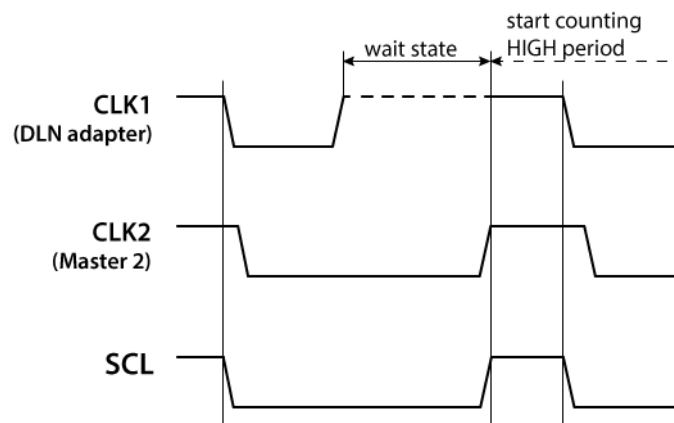 start counting
wait state
HIGH period
CLK1
(DLN adapter)
CLK2
(Master 2)
SCL